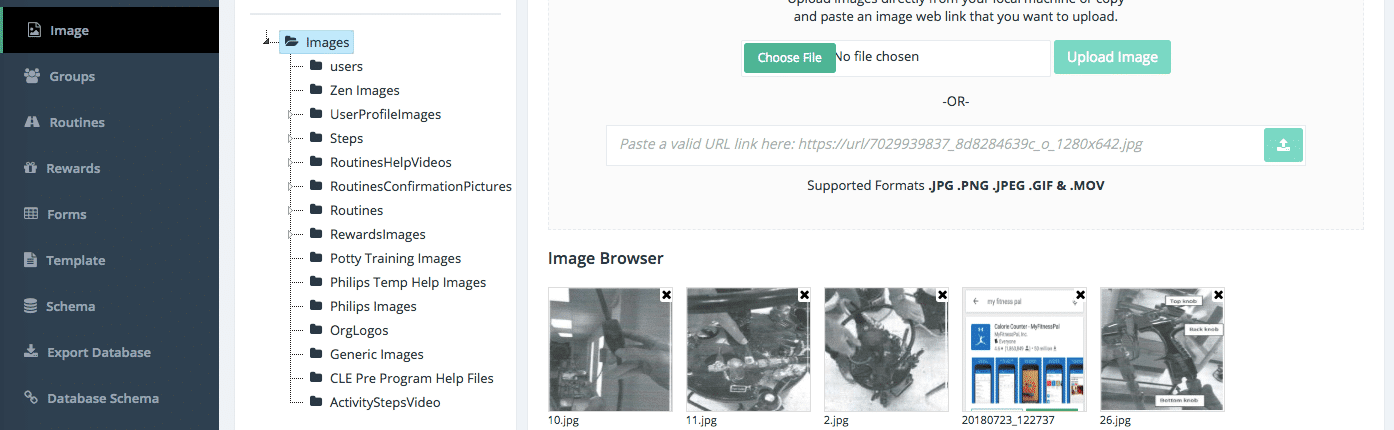 Image
Groups
Routines
Rewards
Forms
Template
Schema
Export Database
Database Schema
Images
users
Zen Images
UserProfileImages
Steps
RoutinesHelpVideos
RoutinesConfirmationPictures
Routines
RewardsImages
Potty Training Images
Philips Temp Help Images
Philips Images
OrgLogos
Generic Images
CLE Pre Program Help Files
ActivityStepsVideo
Upload images directly from your local machine or copy
and paste an image web link that you want to upload.
Choose File No file chosen Upload Image
-OR-
Paste a valid URL link here: https://url/7029939837_8d8284639c_o_1280x642.jpg
Supported Formats .JPG .PNG .JPEG .GIF & .MOV
Image Browser
my fitness pal
Calorie Counter - MyFitnessPal
MyFitnessPal, Inc.
Everyone
Top knob
Back knob
Bottom knob
10.jpg
11.jpg
2.jpg
20180723_122737
26.jpg